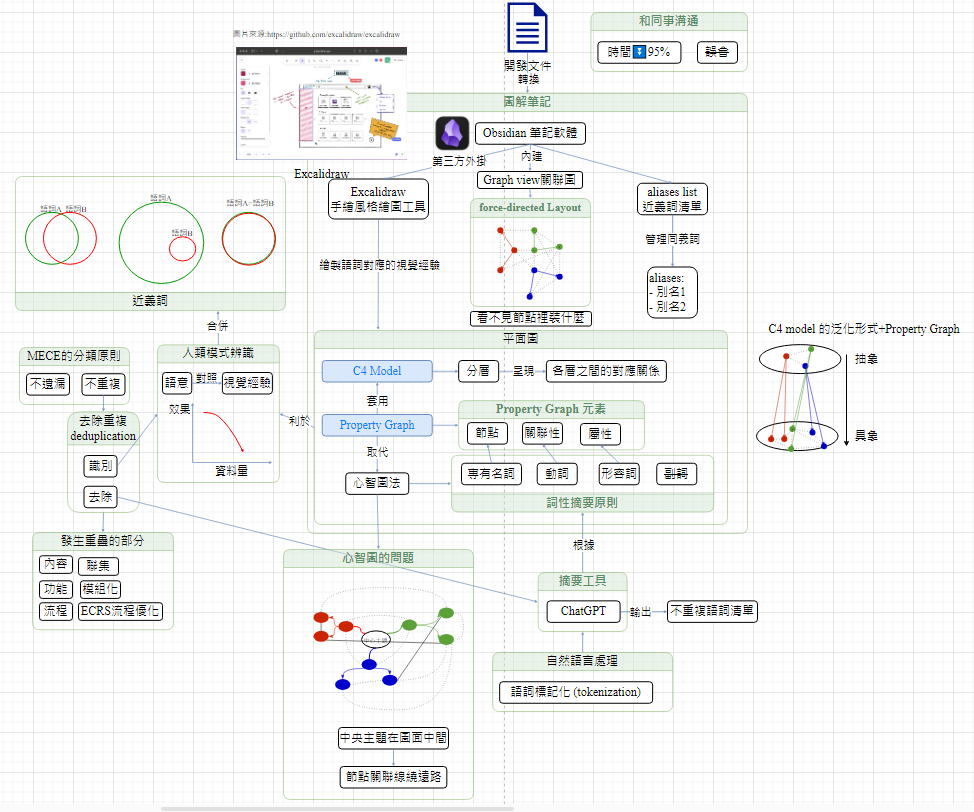 圖片來源:https://github.com/excalidraw/excalidraw
和同事溝通
時間⏬95%
誤會
開發文件
轉換
圖解筆記
Obsidian 筆記軟體
第三方外掛
內建
Excalidraw
Excalidraw
手繪風格繪圖工具
Graph view關聯圖
aliases list
近義詞清單
force-directed Layout
管理同義詞
繪製語詞對應的視覺經驗
aliases:
- 別名1
- 別名2
看不見節點裡裝什麼
語詞A
語詞B
語詞A
語詞B
語詞A=語詞B
近義詞
合併
平面圖
C4 Model
分層
呈現
各層之間的對應關係
套用
Property Graph
Property Graph 元素
節點
關聯性
屬性
取代
心智圖法
專有名詞
動詞
形容詞
副詞
詞性摘要原則
利於
C4 model 的泛化形式+Property Graph
抽象
具象
MECE的分類原則
不遺漏
不重複
人類模式辨識
語意
對照
視覺經驗
效果
資料量
去除重複
deduplication
識別
去除
發生重疊的部分
內容
聯集
功能
模組化
流程
ECRS流程優化
根據
摘要工具
ChatGPT
輸出
不重複語詞清單
自然語言處理
語詞標記化 (tokenization)
心智圖的問題
中心主題
中央主題在圖面中間
節點關聯線繞遠路